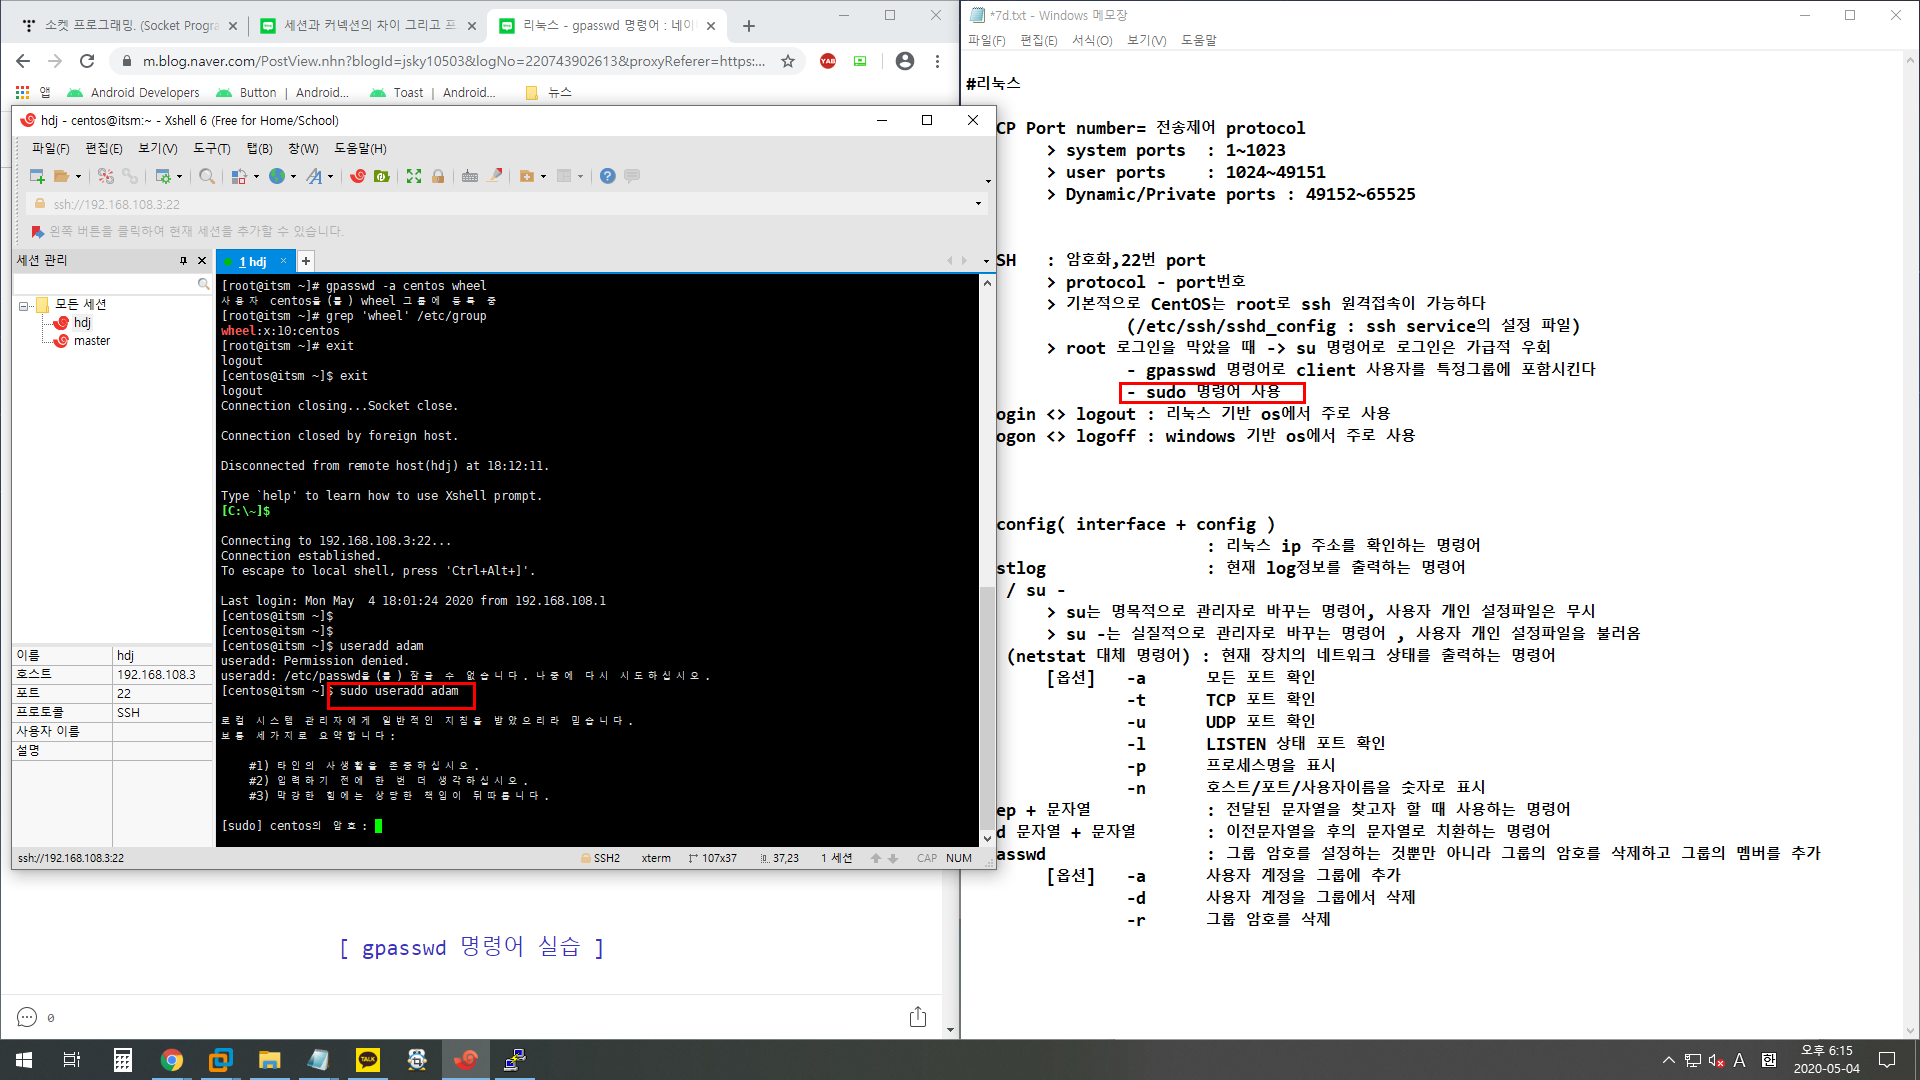 소켓 프로그래밍. (Socket Progra
세션과 커넥션의 차이 그리고 프
리눅스 - gpasswd 명령어 : 네이
m.blog.naver.com/PostView.nhn?blogId=jsky10503&logNo=220743902613&proxyReferer=https:...
앱 Android Developers Button | Android... Toast | Android... 뉴스
hdj - centos@itsm:~ - Xshell 6 (Free for Home/School)
파일(F) 편집(E) 보기(V) 도구(T) 탭(B) 창(W) 도움말(H)
ssh://192.168.108.3:22
왼쪽 버튼을 클릭하여 현재 세션을 추가할 수 있습니다.
세션 관리
모든 세션
hdj
master
이름 hdj
호스트 192.168.108.3
포트 22
프로토콜 SSH
사용자 이름
설명
1 hdj
[root@itsm ~]# gpasswd -a centos wheel
사용자 centos을(를) wheel 그룹에 등록 중
[root@itsm ~]# grep 'wheel' /etc/group
wheel:x:10:centos
[root@itsm ~]# exit
logout
[centos@itsm ~]$ exit
logout
Connection closing...Socket close.
Connection closed by foreign host.
Disconnected from remote host(hdj) at 18:12:11.
Type `help' to learn how to use Xshell prompt.
[C:\~]$
Connecting to 192.168.108.3:22...
Connection established.
To escape to local shell, press 'Ctrl+Alt+]'.
Last login: Mon May  4 18:01:24 2020 from 192.168.108.1
[centos@itsm ~]$
[centos@itsm ~]$
[centos@itsm ~]$ useradd adam
useradd: Permission denied.
useradd: /etc/passwd을(를) 잠글 수 없습니다. 나중에 다시 시도하십시오.
[centos@itsm ~]$ sudo useradd adam
로컬 시스템 관리자에게 일반적인 지침을 받았으리라 믿습니다.
보통 세가지로 요약합니다:
#1) 타인의 사생활을 존중하십시오.
#2) 입력하기 전에 한 번 더 생각하십시오.
#3) 막강한 힘에는 상당한 책임이 뒤따릅니다.
[sudo] centos의 암호:
ssh://192.168.108.3:22 SSH2 xterm 107x37 37,23 1 세션 CAP NUM
[ gpasswd 명령어 실습 ]
0
*7d.txt - Windows 메모장
파일(F) 편집(E) 서식(O) 보기(V) 도움말
#리눅스
CP Port number= 전송제어 protocol
> system ports : 1~1023
> user ports : 1024~49151
> Dynamic/Private ports : 49152~65525
SH : 암호화,22번 port
> protocol - port번호
> 기본적으로 CentOS는 root로 ssh 원격접속이 가능하다
(/etc/ssh/sshd_config : ssh service의 설정 파일)
> root 로그인을 막았을 때 -> su 명령어로 로그인은 가급적 우회
- gpasswd 명령어로 client 사용자를 특정그룹에 포함시킨다
- sudo 명령어 사용
ogin <> logout : 리눅스 기반 os에서 주로 사용
ogon <> logoff : windows 기반 os에서 주로 사용
config( interface + config )
: 리눅스 ip 주소를 확인하는 명령어
stlog : 현재 log정보를 출력하는 명령어
/ su -
> su는 명목적으로 관리자로 바꾸는 명령어, 사용자 개인 설정파일은 무시
> su -는 실질적으로 관리자로 바꾸는 명령어 , 사용자 개인 설정파일을 불러옴
(netstat 대체 명령어) : 현재 장치의 네트워크 상태를 출력하는 명령어
[옵션] -a 모든 포트 확인
-t TCP 포트 확인
-u UDP 포트 확인
-l LISTEN 상태 포트 확인
-p 프로세스명을 표시
-n 호스트/포트/사용자이름을 숫자로 표시
ep + 문자열 : 전달된 문자열을 찾고자 할 때 사용하는 명령어
d 문자열 + 문자열 : 이전문자열을 후의 문자열로 치환하는 명령어
asswd : 그룹 암호를 설정하는 것뿐만 아니라 그룹의 암호를 삭제하고 그룹의 멤버를 추가
[옵션] -a 사용자 계정을 그룹에 추가
-d 사용자 계정을 그룹에서 삭제
-r 그룹 암호를 삭제
TALK
A 한
오후 6:15
2020-05-04